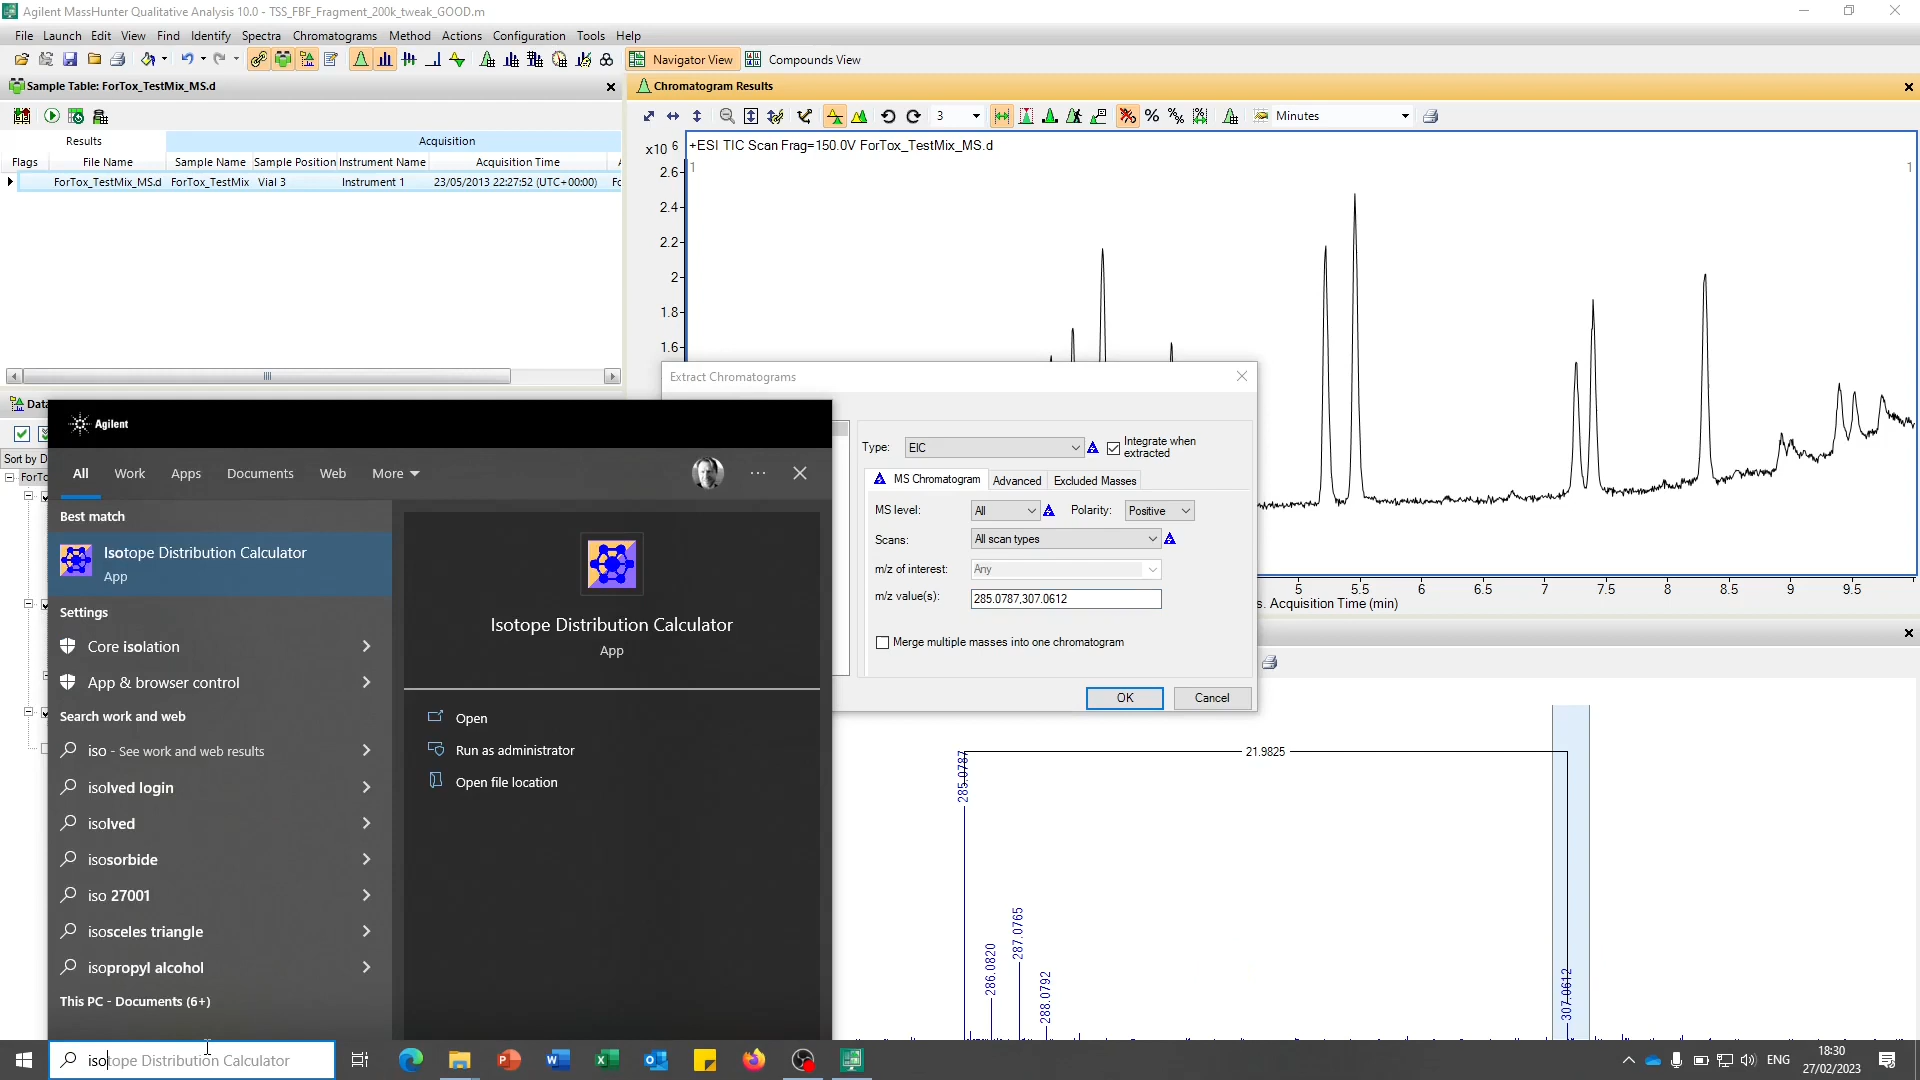 Agilent MassHunter Qualitative Analysis 10.0 - TSS_FBF_Fragment_200k_tweak_GOOD.m
File Launch Edit View Find Identify Spectra Chromatograms Method Actions Configuration Tools Help
Navigator View Compounds View
Sample Table: ForTox_TestMix_MS.d
Chromatogram Results
3
Minutes
Results Acquisition
Flags File Name Sample Name Sample Position Instrument Name Acquisition Time
ForTox_TestMix_MS.d ForTox_TestMix Vial 3 Instrument 1 23/05/2013 22:27:52 (UTC+00:00) Fo
x10 6
+ESI TIC Scan Frag=150.0V ForTox_TestMix_MS.d
1 1
2.6
2.4
2.2
2
1.8
1.6
5 5.5 6 6.5 7 7.5 8 8.5 9 9.5
s. Acquisition Time (min)
Data
Sort by D
ForTo
Extract Chromatograms
Type: EIC
Integrate when
extracted
MS Chromatogram Advanced Excluded Masses
MS level: All Polarity: Positive
Scans: All scan types
m/z of interest: Any
m/z value(s): 285.0787,307.0612
Merge multiple masses into one chromatogram
OK Cancel
Agilent
All Work Apps Documents Web More
Best match
Isotope Distribution Calculator
App
Settings
Core isolation
App & browser control
Search work and web
iso - See work and web results
isolved login
isolved
isosorbide
iso 27001
isosceles triangle
isopropyl alcohol
This PC - Documents (6+)
Isotope Distribution Calculator
App
Open
Run as administrator
Open file location
21.9825
285.0787
286.0820
287.0765
288.0792
307.0612
isotope Distribution Calculator
ENG
18:30
27/02/2023